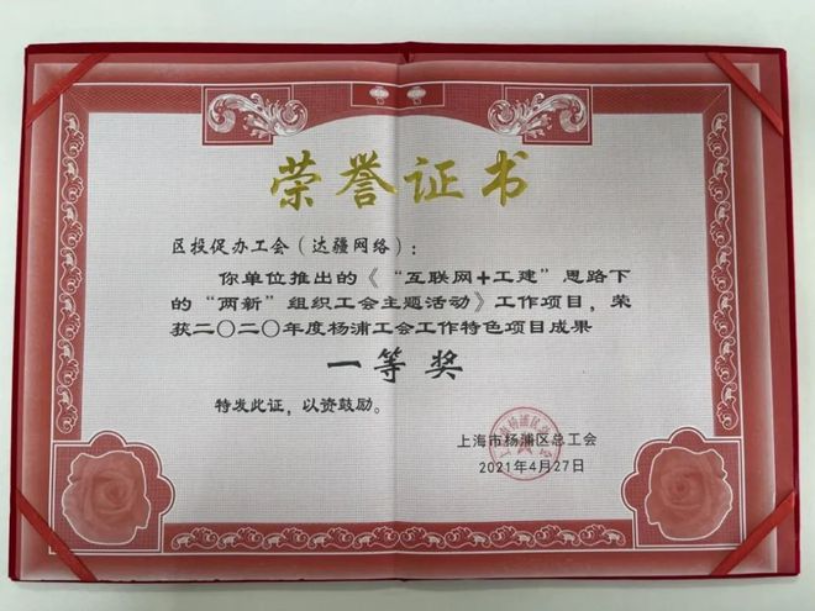 荣誉证书
区投促办工会（达疆网络）：
你单位推出的《“互联网+工建”思路下
的“两新”组织工会主题活动》工作项目，荣
获二〇二〇年度杨浦工会工作特色项目成果
一等奖
特发此证，以资鼓励。
上海市杨浦区总工会
2021年4月27日